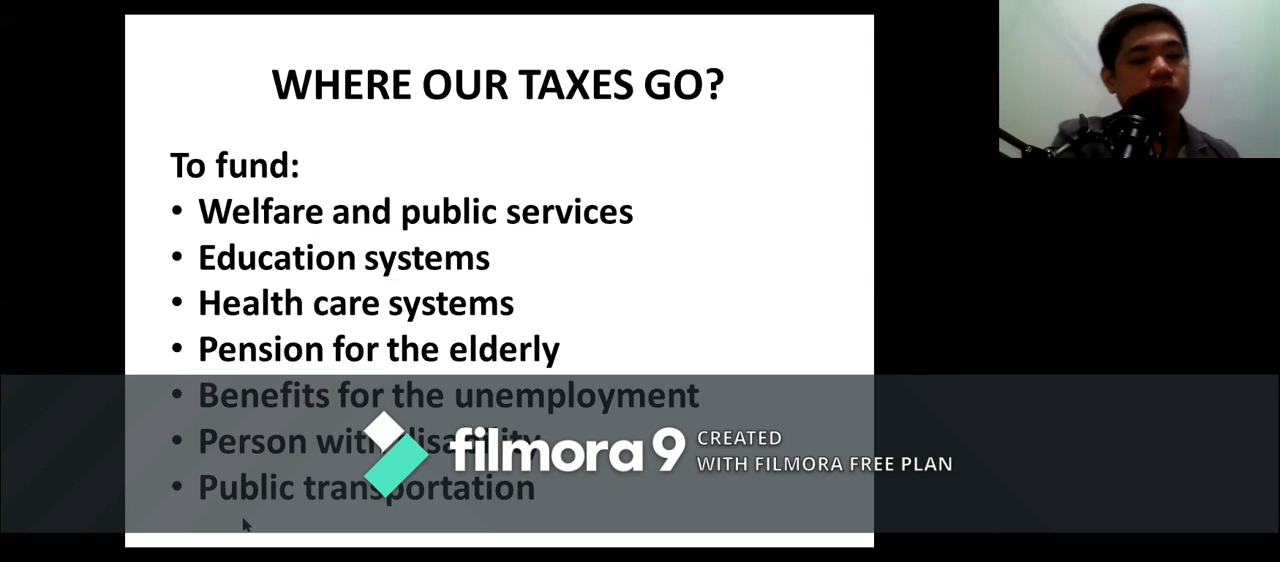 WHERE OUR TAXES GO?
To fund:
• Welfare and public services
• Education systems
• Health care systems
• Pension for the elderly
• Benefits for the unemployment
• Person with disability
• Public transportation
filmora 9
CREATED
WITH FILMORA FREE PLAN